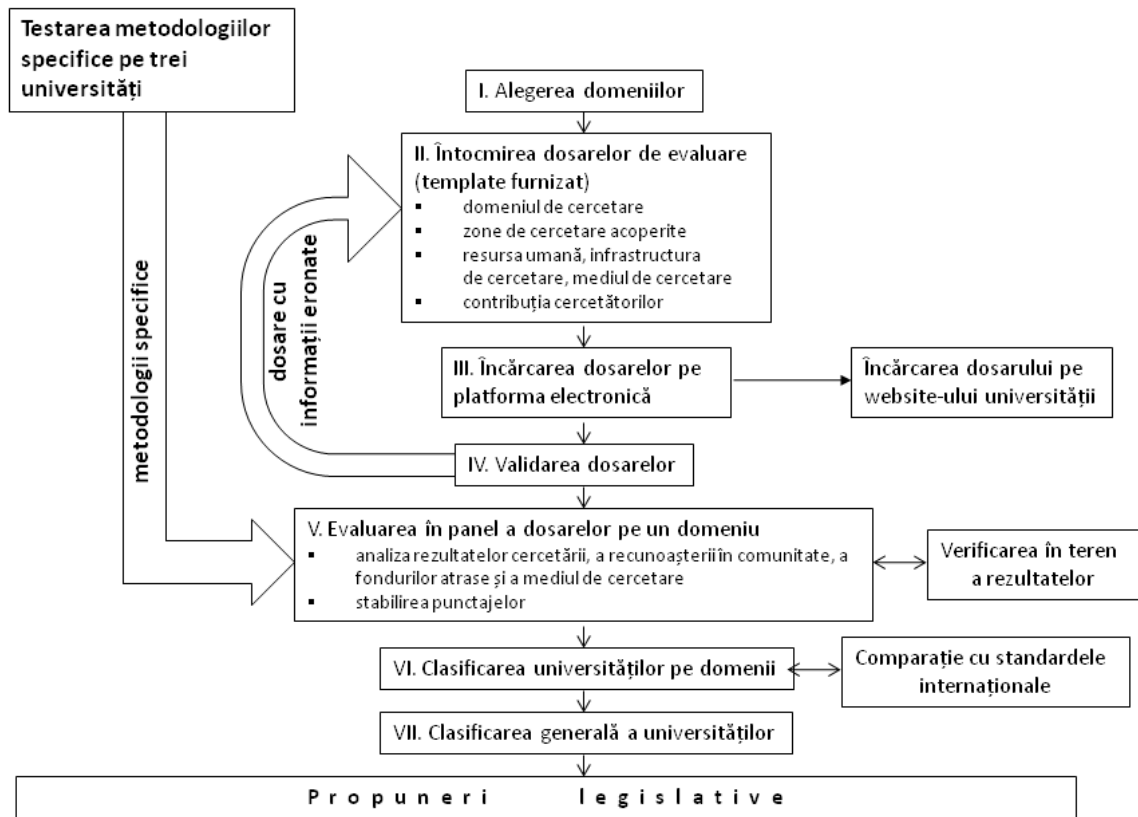 Testarea metodologiilor
specifice pe trei
universități
I. Alegerea domeniilor
II. Întocmirea dosarelor de evaluare
(template furnizat)
▪ domeniul de cercetare
▪ zone de cercetare acoperite
▪ resursa umană, infrastructura
de cercetare, mediul de cercetare
▪ contribuția cercetătorilor
dosare cu
informații eronate
metodologii specifice
III. Încărcarea dosarelor pe
platforma electronică
Încărcarea dosarului pe
website-ului universității
IV. Validarea dosarelor
V. Evaluarea în panel a dosarelor pe un domeniu
▪ analiza rezultatelor cercetării, a recunoașterii în comunitate, a
fondurilor atrase și a mediul de cercetare
▪ stabilirea punctajelor
Verificarea în teren
a rezultatelor
VI. Clasificarea universităților pe domenii
Comparație cu standardele
internaționale
VII. Clasificarea generală a universităților
Propuneri legislative